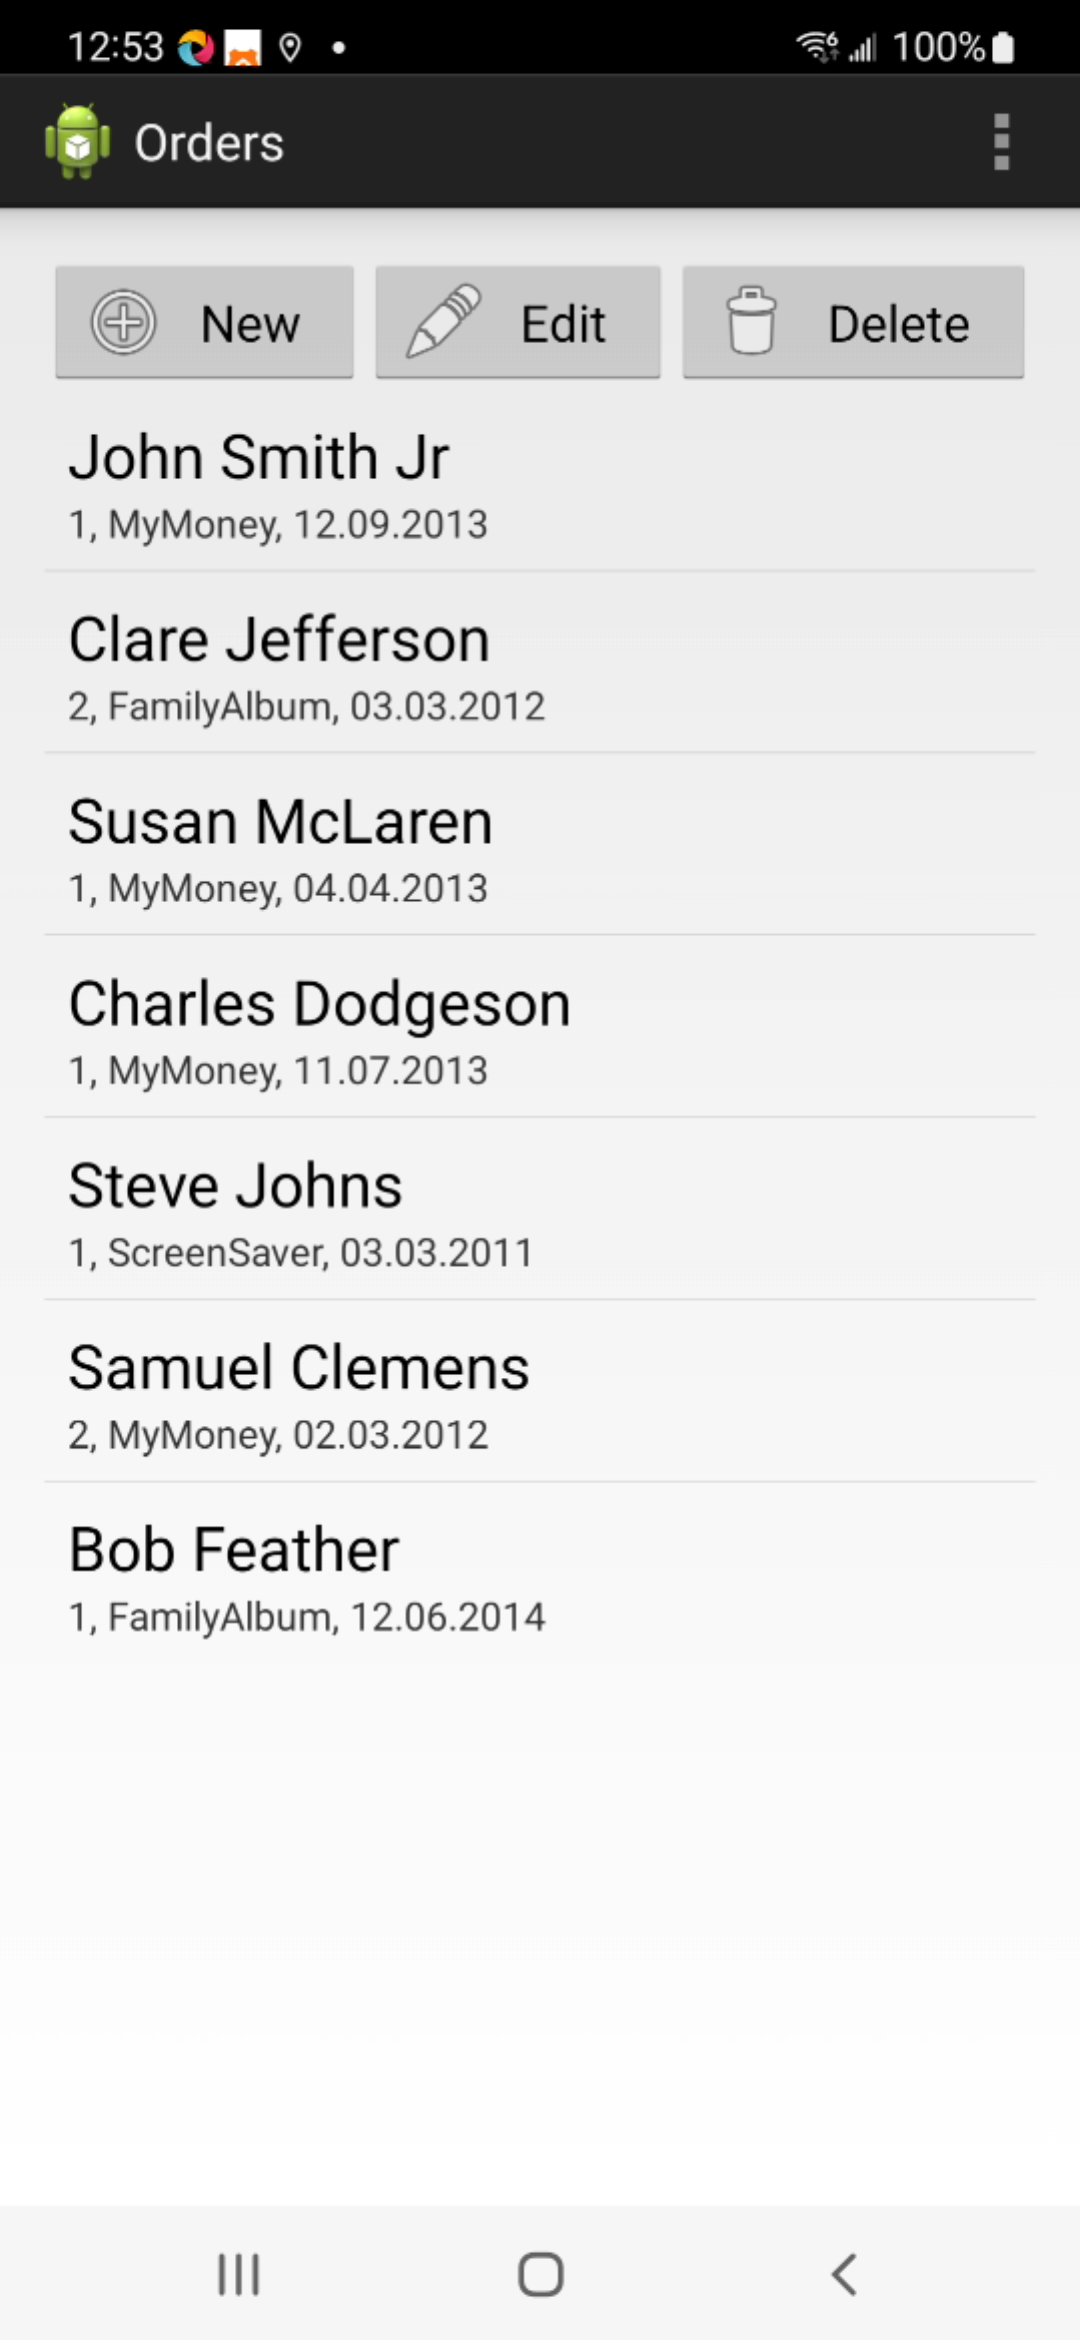 12:53 100%
Orders
New Edit Delete
John Smith Jr
1, MyMoney, 12.09.2013
Clare Jefferson
2, FamilyAlbum, 03.03.2012
Susan McLaren
1, MyMoney, 04.04.2013
Charles Dodgeson
1, MyMoney, 11.07.2013
Steve Johns
1, ScreenSaver, 03.03.2011
Samuel Clemens
2, MyMoney, 02.03.2012
Bob Feather
1, FamilyAlbum, 12.06.2014